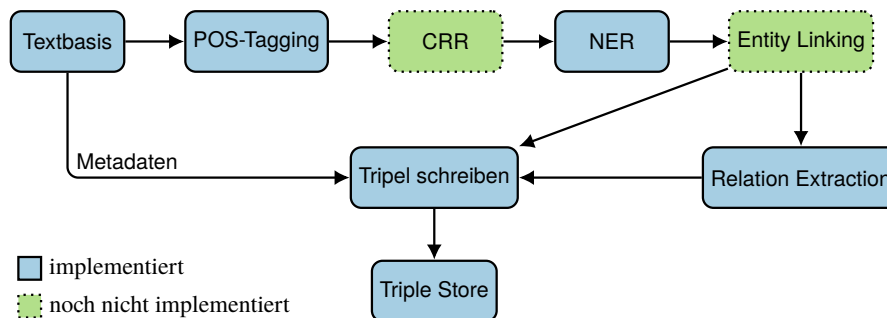 Textbasis
POS-Tagging
CRR
NER
Entity Linking
Metadaten
Tripel schreiben
Relation Extraction
implementiert
Triple Store
noch nicht implementiert